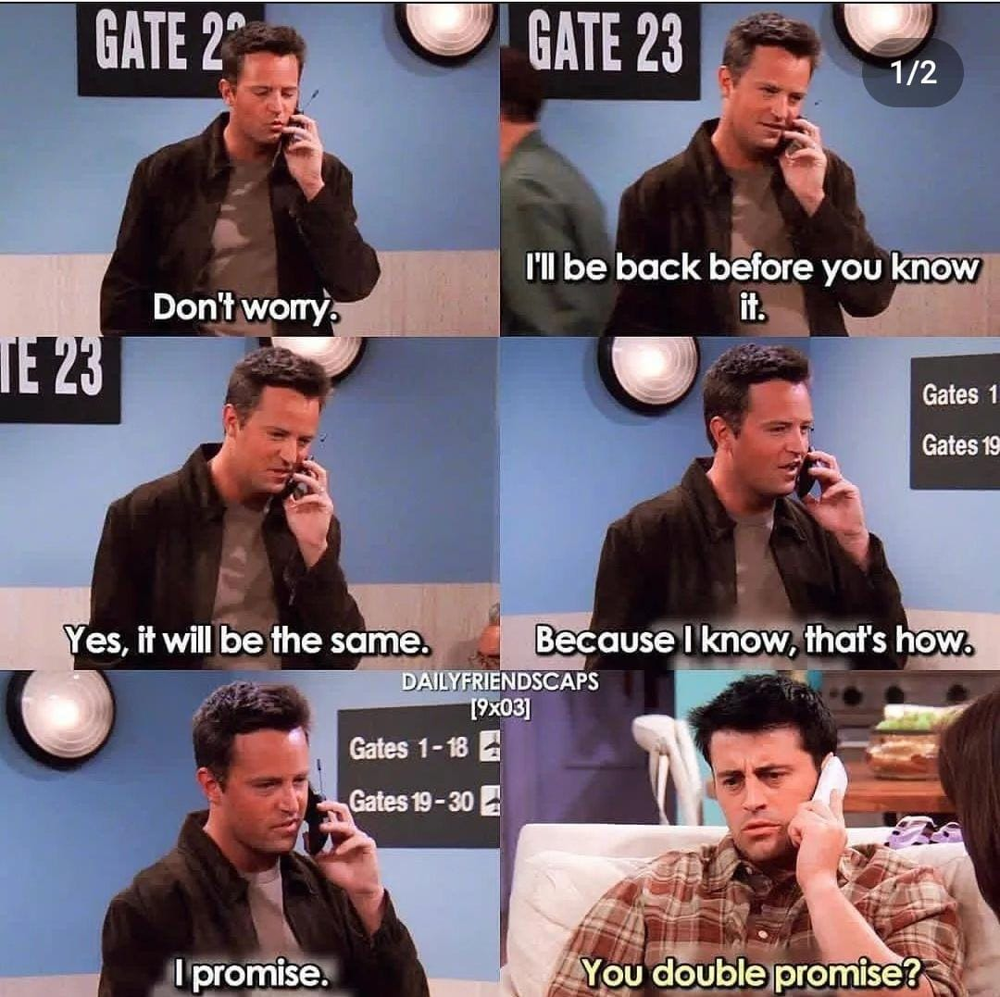 GATE 2
Don't worry.
GATE 23
1/2
I'll be back before you know
it.
TE 23
Yes, it will be the same.
Gates 1
Gates 19
Because I know, that's how.
DAILYFRIENDSCAPS
[9x03]
Gates 1-18
Gates 19-30
I promise.
You double promise?